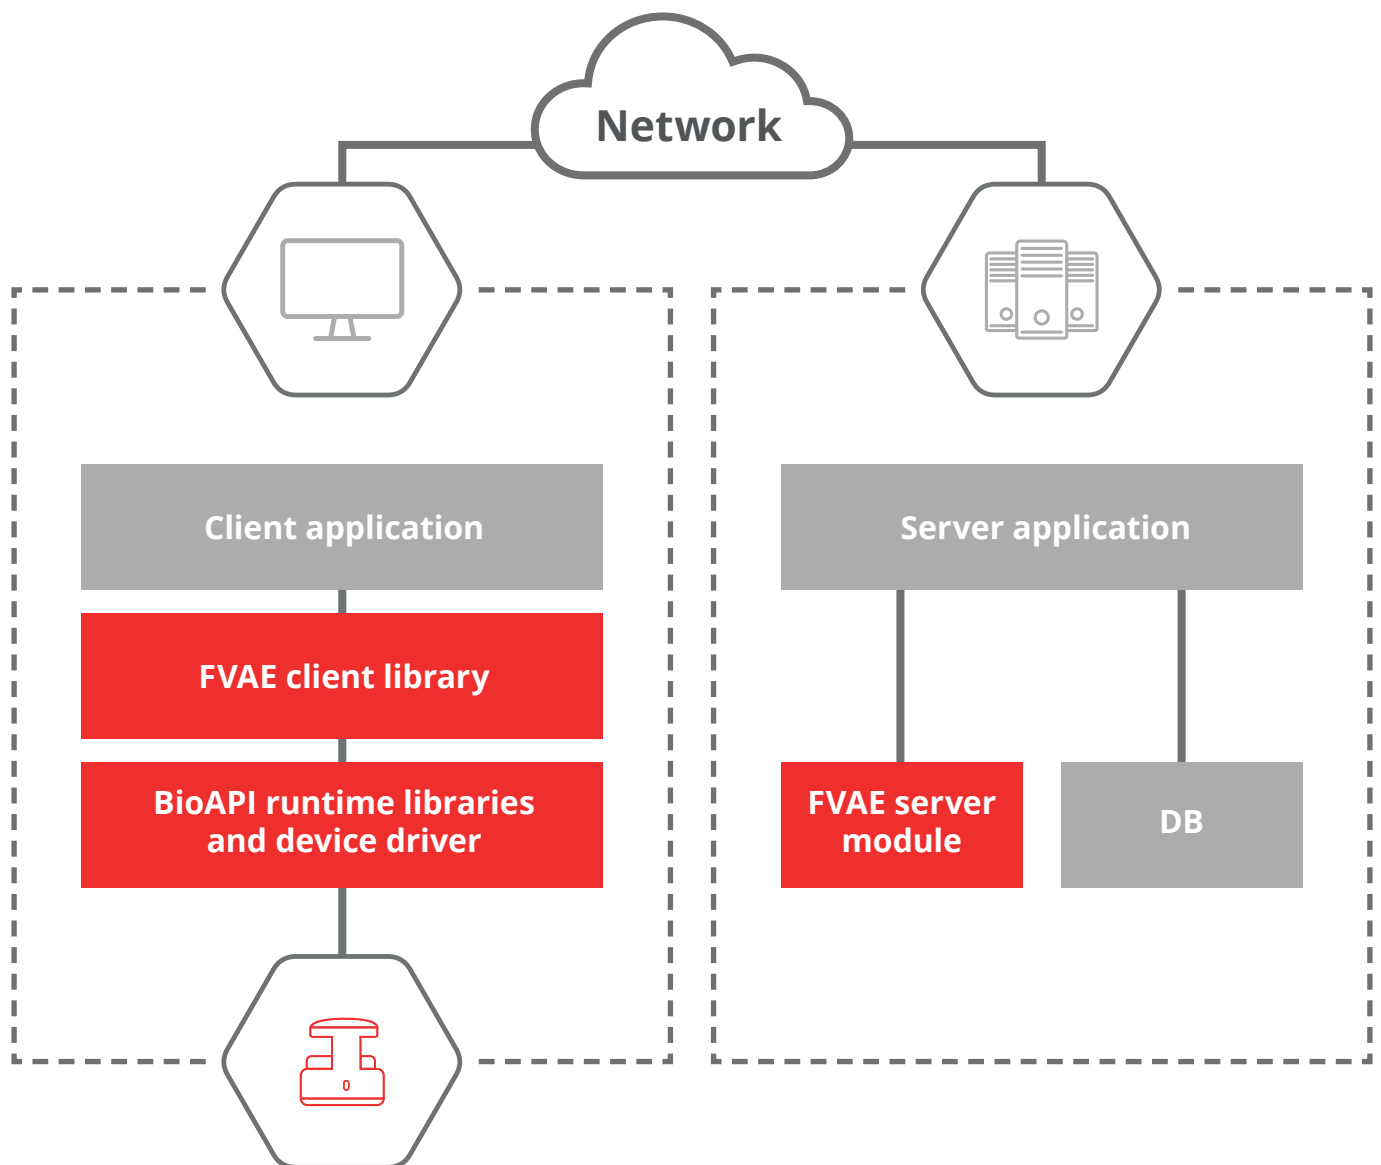 Network
Client application
FVAE client library
BioAPI runtime libraries
and device driver
Server application
FVAE server
module
DB